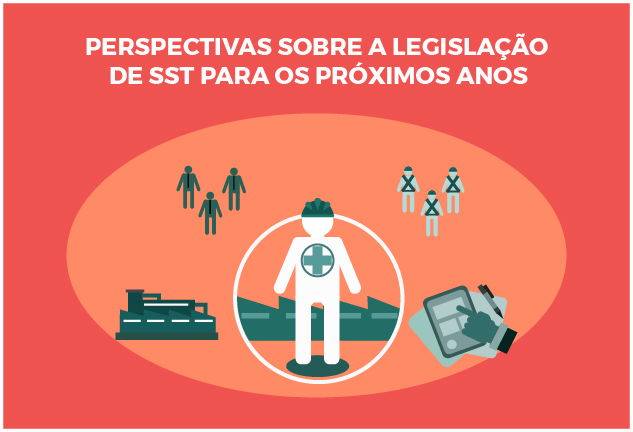 PERSPECTIVAS SOBRE A LEGISLAÇÃO
DE SST PARA OS PRÓXIMOS ANOS